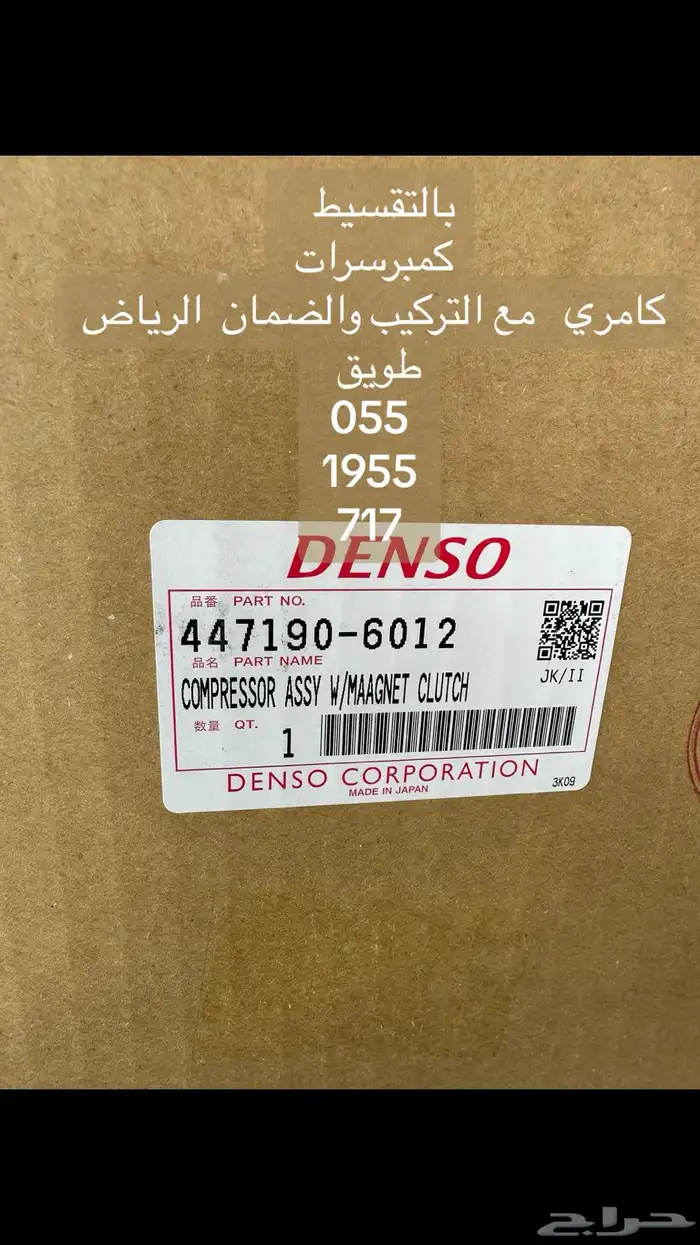 بالتقسيط
كمبرسرات
كامري مع التركيب والضمان الرياض
طويق
055
1955
717
DENSO
品番 PART NO.
447190-6012
品名 PART NAME
COMPRESSOR ASSY W/MAAGNET CLUTCH
JK/II
数量 QT.
1
DENSO CORPORATION
MADE IN JAPAN
3K09
حراج